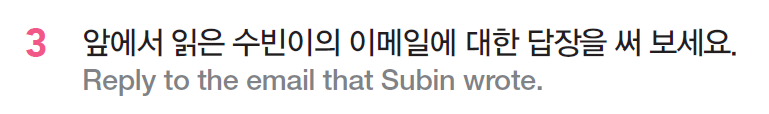 3 앞에서 읽은 수빈이의 이메일에 대한 답장을 써 보세요.
Reply to the email that Subin wrote.